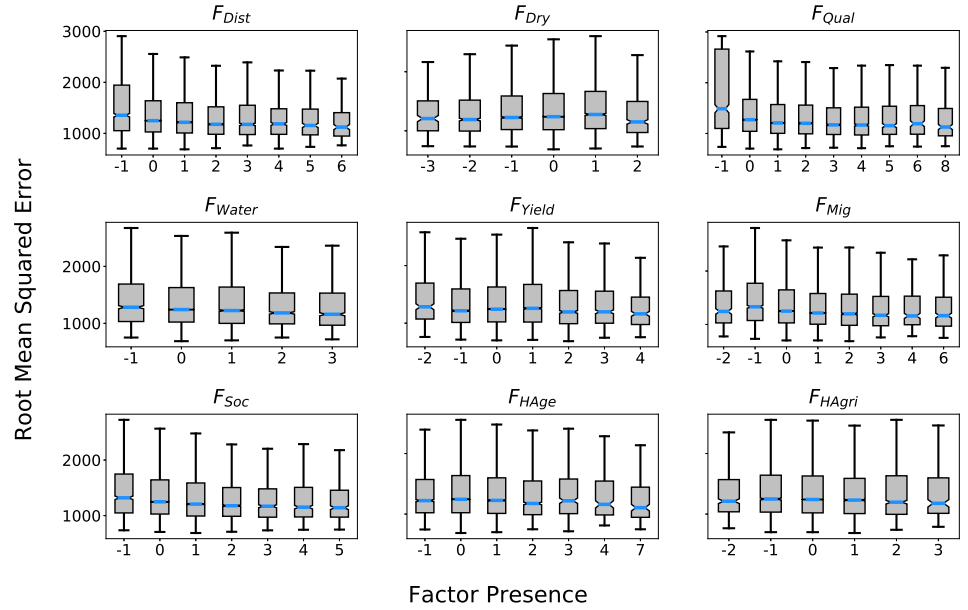 F_Dist F_Dry F_Qual
3000
2000
1000
-1 0 1 2 3 4 5 6
-3 -2 -1 0 1 2
-1 0 1 2 3 4 5 6 8
F_Water F_Yield F_Mig
2000
1000
-1 0 1 2 3
-2 -1 0 1 2 3 4
-2 -1 0 1 2 3 4 6
F_Soc F_HAge F_HAgri
2000
1000
-1 0 1 2 3 4 5
-1 0 1 2 3 4 7
-2 -1 0 1 2 3
Root Mean Squared Error
Factor Presence